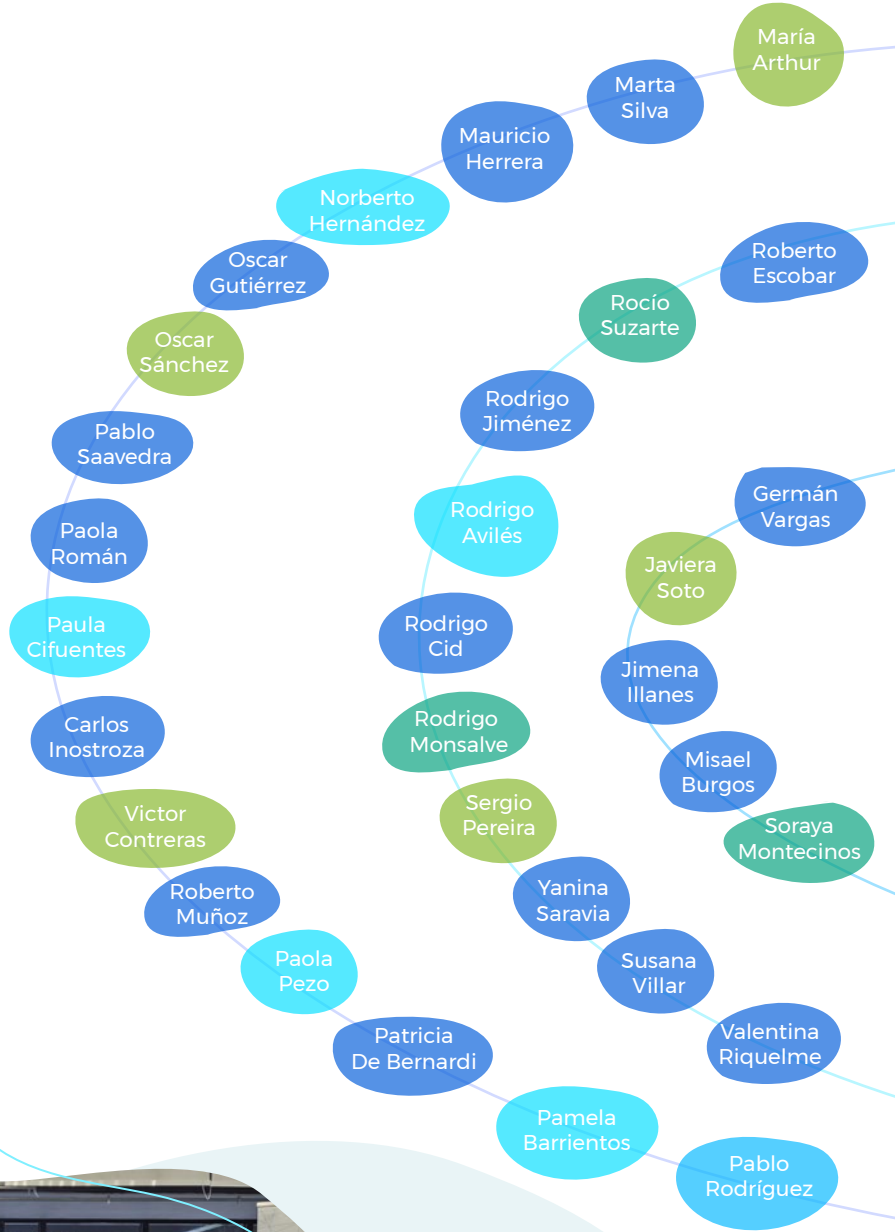 María
Arthur
Marta
Silva
Mauricio
Herrera
Norberto
Hernández
Oscar
Gutiérrez
Oscar
Sánchez
Pablo
Saavedra
Paola
Román
Paula
Cifuentes
Carlos
Inostroza
Victor
Contreras
Roberto
Muñoz
Paola
Pezo
Patricia
De Bernardi
Pamela
Barrientos
Pablo
Rodríguez
Roberto
Escobar
Rocío
Suzarte
Rodrigo
Jiménez
Rodrigo
Avilés
Rodrigo
Cid
Rodrigo
Monsalve
Sergio
Pereira
Yanina
Saravia
Susana
Villar
Valentina
Riquelme
Germán
Vargas
Javiera
Soto
Jimena
Illanes
Misael
Burgos
Soraya
Montecinos